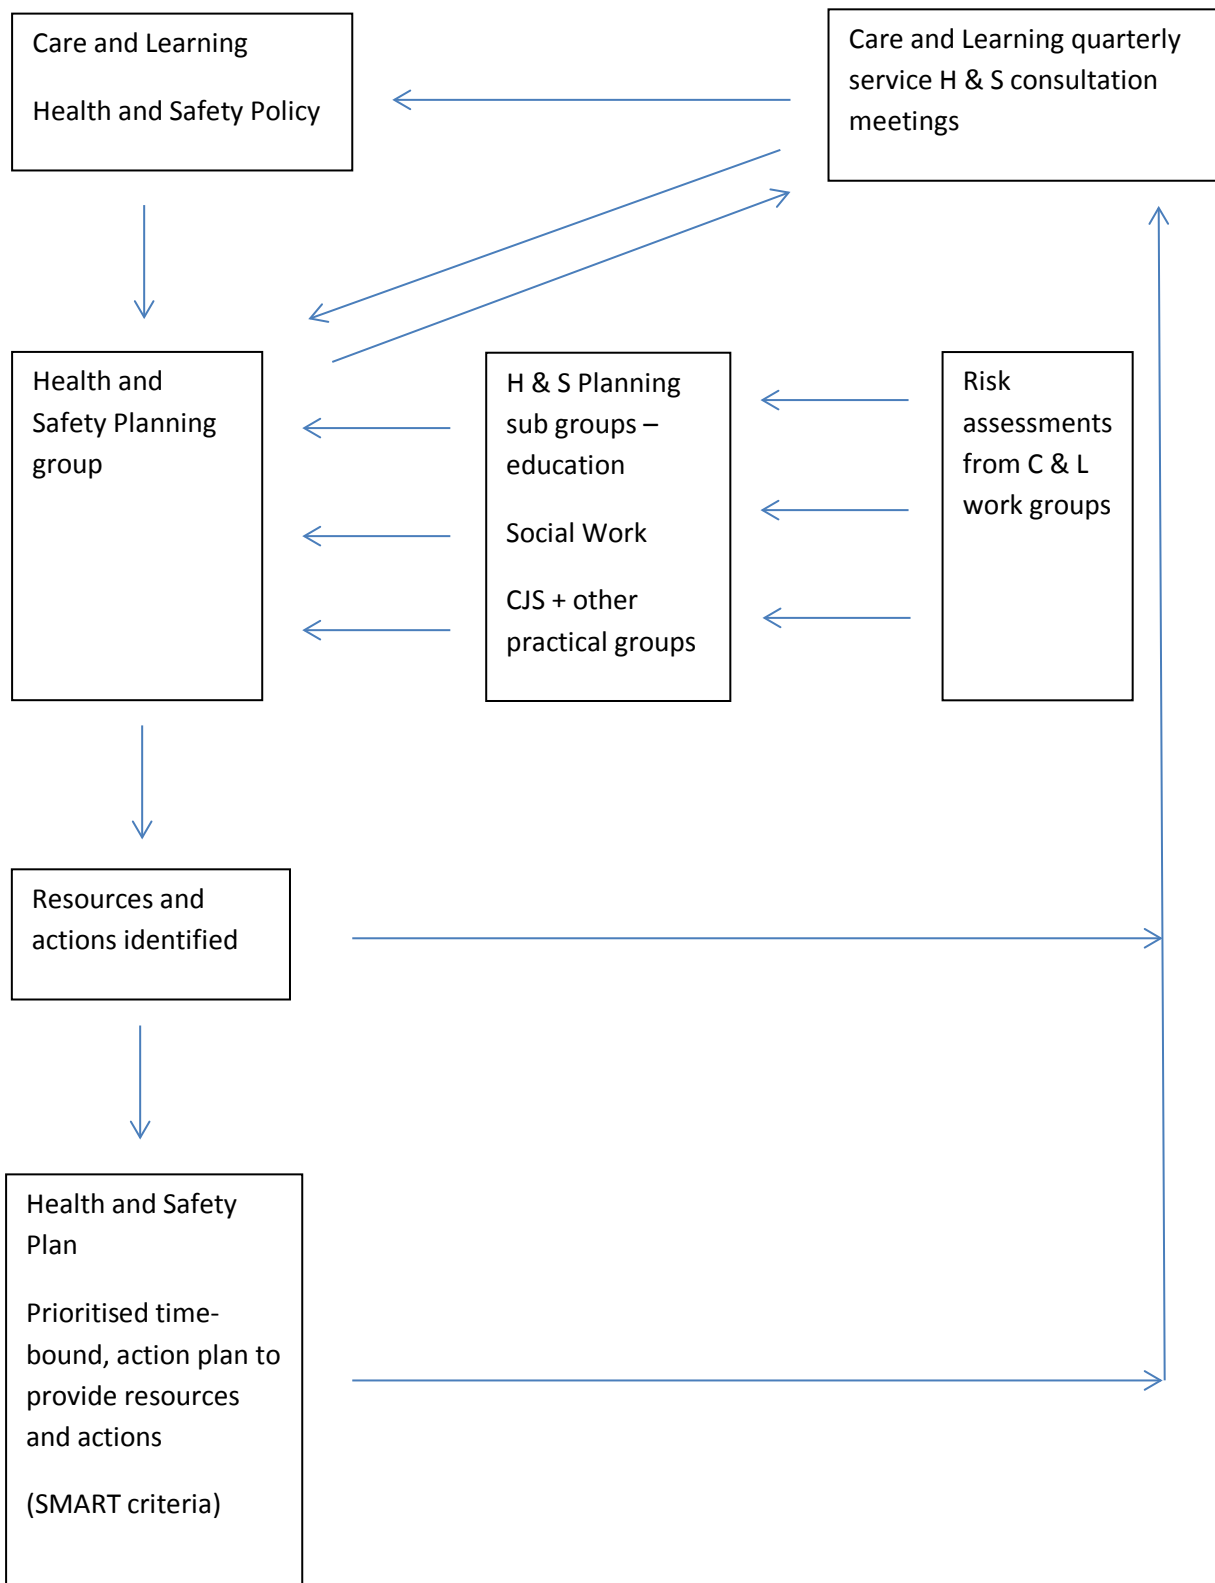 Care and Learning
Health and Safety Policy
Care and Learning quarterly
service H & S consultation
meetings
Health and
Safety Planning
group
H & S Planning
sub groups –
education
Social Work
CJS + other
practical groups
Risk
assessments
from C & L
work groups
Resources and
actions identified
Health and Safety
Plan
Prioritised time-
bound, action plan to
provide resources
and actions
(SMART criteria)